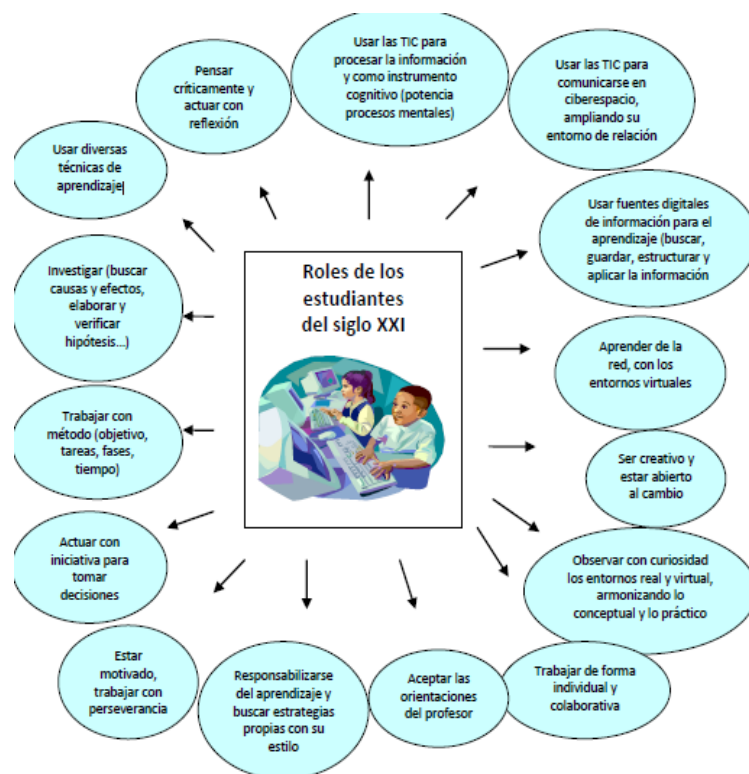 Roles de los
estudiantes
del siglo XXI
Usar las TIC para
procesar la información
y como instrumento
cognitivo (potencia
procesos mentales)
Usar las TIC para
comunicarse en
ciberespacio,
ampliando su
entorno de relación
Usar fuentes digitales
de información para el
aprendizaje (buscar,
guardar, estructurar y
aplicar la información
Aprender de la
red, con los
entornos virtuales
Ser creativo y
estar abierto
al cambio
Observar con curiosidad
los entornos real y virtual,
armonizando lo
conceptual y lo práctico
Trabajar de forma
individual y
colaborativa
Aceptar las
orientaciones
del profesor
Responsabilizarse
del aprendizaje y
buscar estrategias
propias con su
estilo
Estar
motivado,
trabajar con
perseverancia
Actuar con
iniciativa para
tomar
decisiones
Trabajar con
método (objetivo,
tareas, fases,
tiempo)
Investigar (buscar
causas y efectos,
elaborar y
verificar
hipótesis...)
Usar diversas
técnicas de
aprendizaje
Pensar
críticamente y
actuar con
reflexión